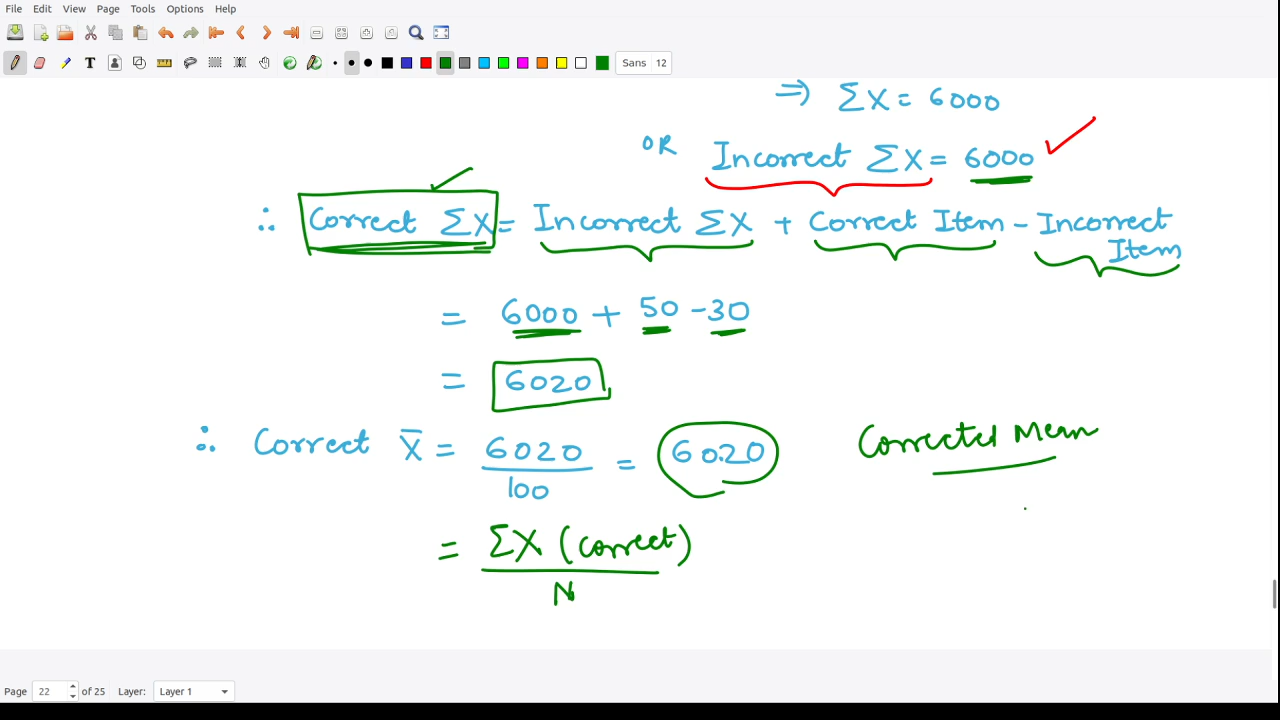 File Edit View Page Tools Options Help
Sans 12
⇒ ΣX = 6000
OR Incorrect ΣX = 6000
∴ Correct ΣX = Incorrect ΣX + Correct Item - Incorrect
Item
= 6000 + 50 - 30
= 6020
∴ Correct X̄ = 6020 / 100 = 60.20 Corrected Mean
= ΣX (correct) / N
Page 22 of 25 Layer: Layer 1